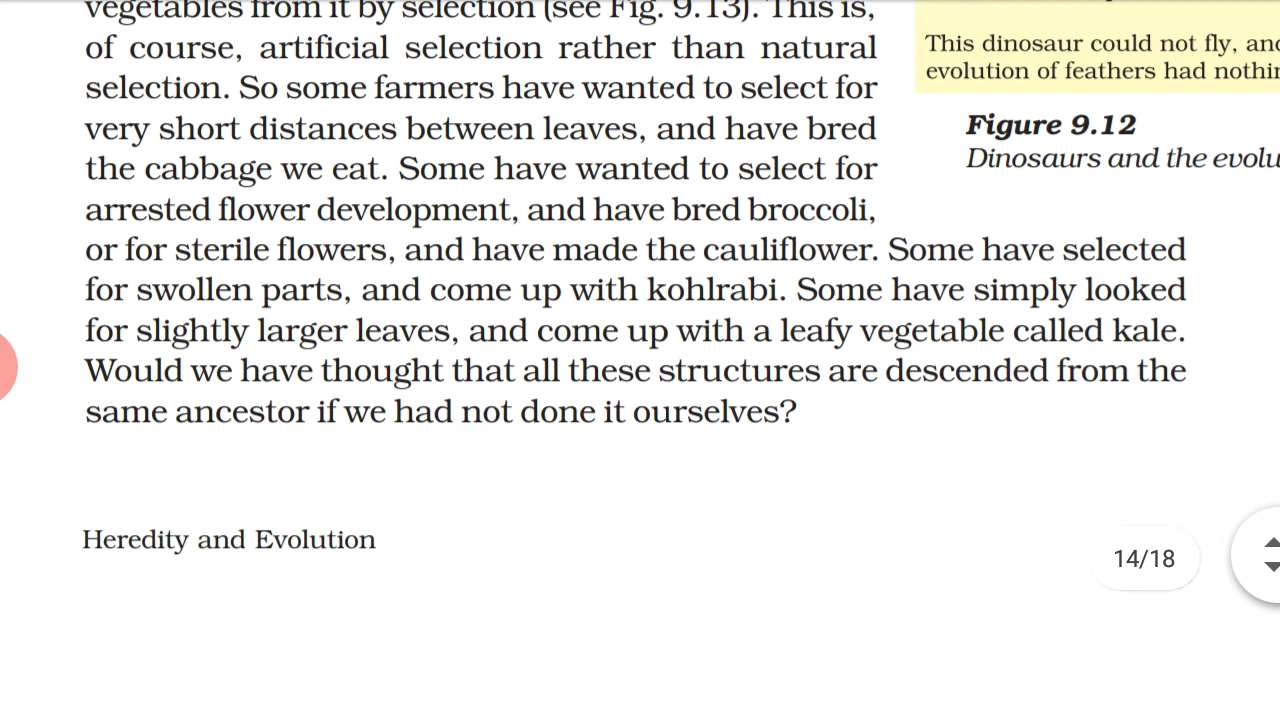 vegetables from it by selection (see Fig. 9.13). This is,
of course, artificial selection rather than natural
selection. So some farmers have wanted to select for
very short distances between leaves, and have bred
the cabbage we eat. Some have wanted to select for
arrested flower development, and have bred broccoli,
or for sterile flowers, and have made the cauliflower. Some have selected
for swollen parts, and come up with kohlrabi. Some have simply looked
for slightly larger leaves, and come up with a leafy vegetable called kale.
Would we have thought that all these structures are descended from the
same ancestor if we had not done it ourselves?
This dinosaur could not fly,
evolution of feathers had
Figure 9.12
Dinosaurs and the
Heredity and Evolution
14/18